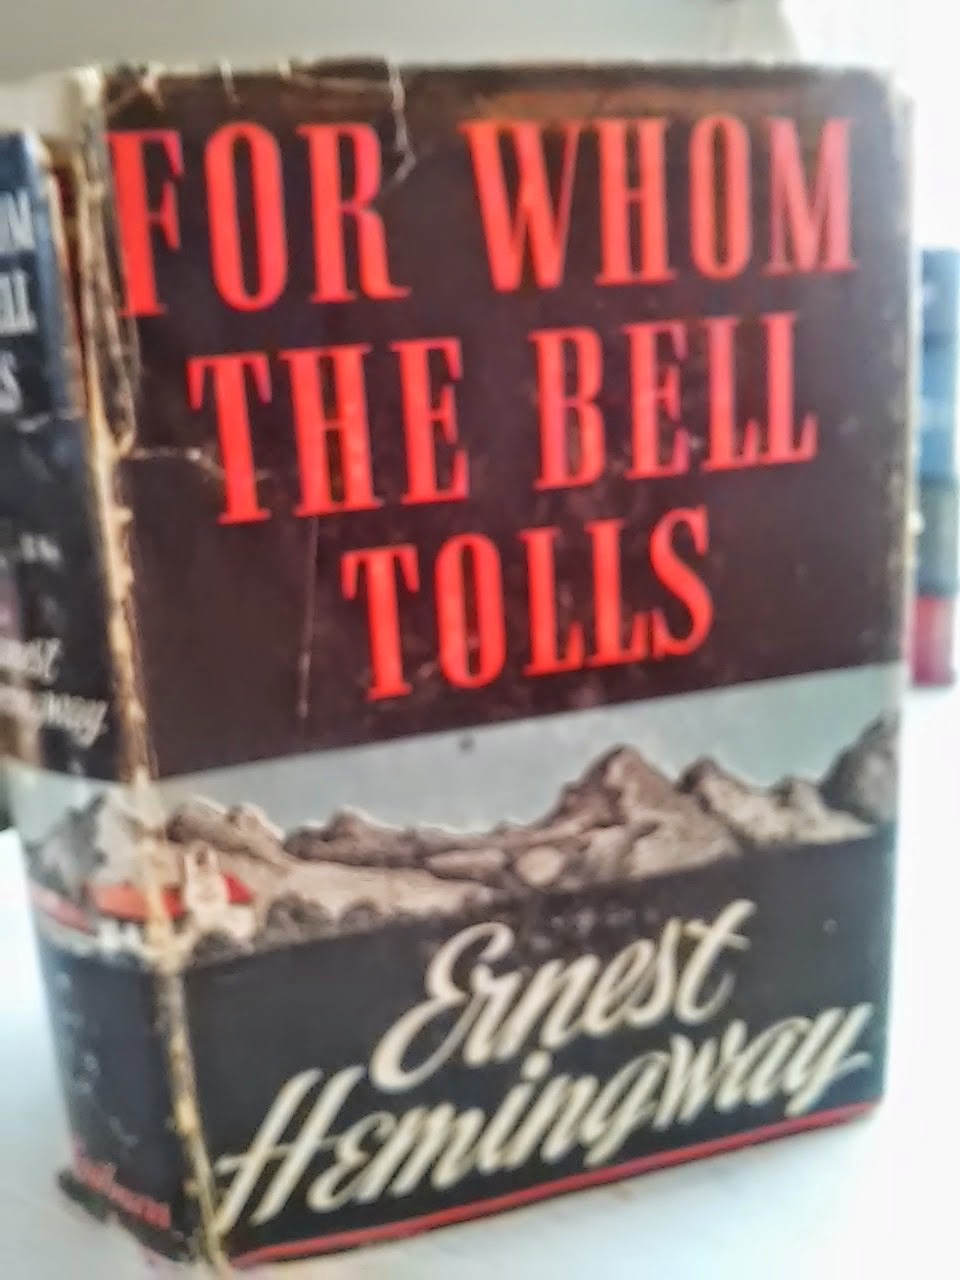 FOR WHOM
THE BELL
TOLLS
Ernest
Hemingway